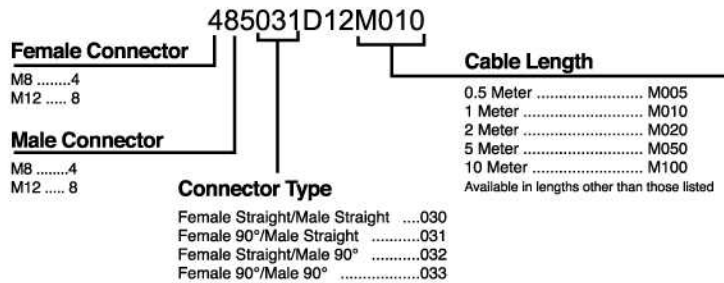 485031D12M010
Female Connector
M8 ........4
M12 ..... 8
Male Connector
M8 ........4
M12 ..... 8
Connector Type
Female Straight/Male Straight ....030
Female 90°/Male Straight ...........031
Female Straight/Male 90° ...........032
Female 90°/Male 90° ..................033
Cable Length
0.5 Meter ........................ M005
1 Meter ........................... M010
2 Meter ........................... M020
5 Meter ........................... M050
10 Meter ......................... M100
Available in lengths other than those listed